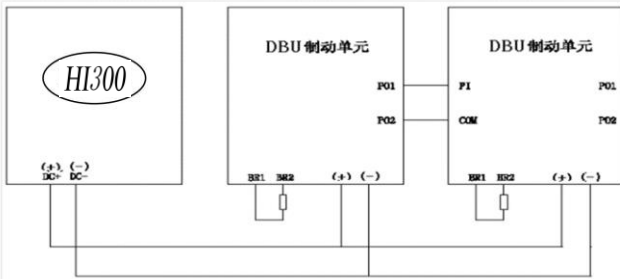 DBU制动单元
DBU制动单元
HI300
PO1
PI
PO1
PO2
COM
PO2
(+) (-)
DC+ DC-
BR1 BR2 (+) (-)
BR1 BR2 (+) (-)